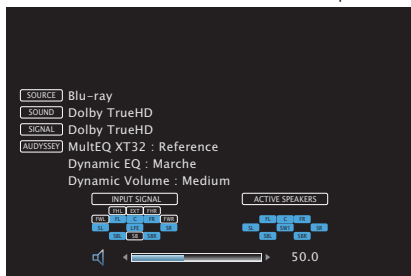 SOURCE Blu-ray
SOUND Dolby TrueHD
SIGNAL Dolby TrueHD
AUDYSSEY MultEQ XT32 : Reference
Dynamic EQ : Marche
Dynamic Volume : Medium
INPUT SIGNAL ACTIVE SPEAKERS
FHL EXT FHR
FWL FL C FR FWR FL C FR
SL LFE SR SL SW1 SR
SBL SB SBR SBL SBR
50.0